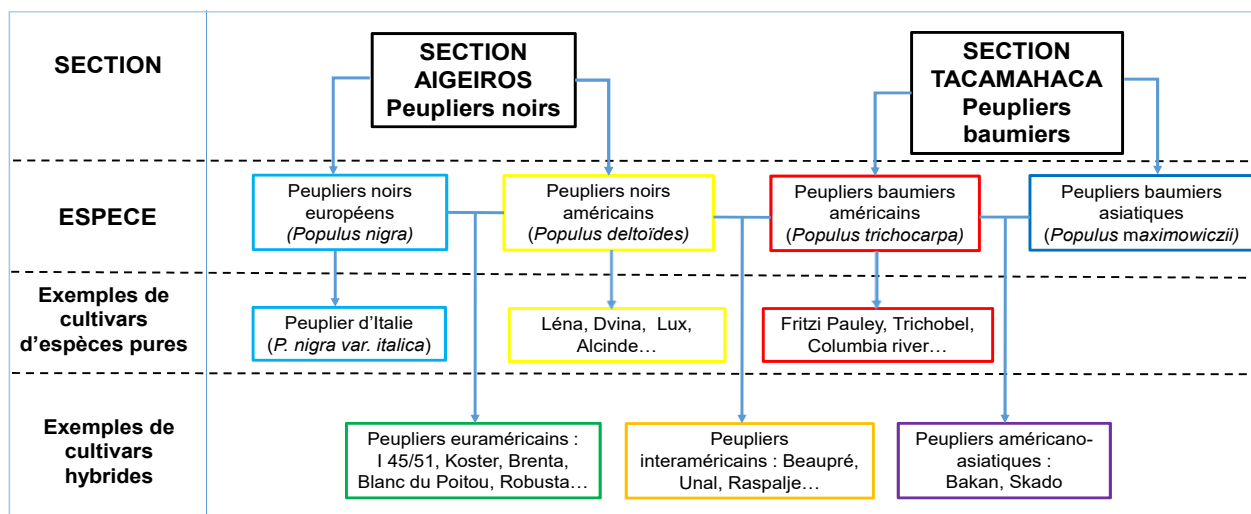 SECTION
SECTION
AIGEIROS
Peupliers noirs
SECTION
TACAMAHACA
Peupliers
baumiers
ESPECE
Peupliers noirs
européens
(Populus nigra)
Peupliers noirs
américains
(Populus deltoïdes)
Peupliers baumiers
américains
(Populus trichocarpa)
Peupliers baumiers
asiatiques
(Populus maximowiczii)
Exemples de
cultivars
d'espèces pures
Peuplier d'Italie
(P. nigra var. italica)
Léna, Dvina, Lux,
Alcinde…
Fritzi Pauley, Trichobel,
Columbia river…
Exemples de
cultivars
hybrides
Peupliers euraméricains :
I 45/51, Koster, Brenta,
Blanc du Poitou, Robusta…
Peupliers
interaméricains : Beaupré,
Unal, Raspalje…
Peupliers américano-
asiatiques :
Bakan, Skado